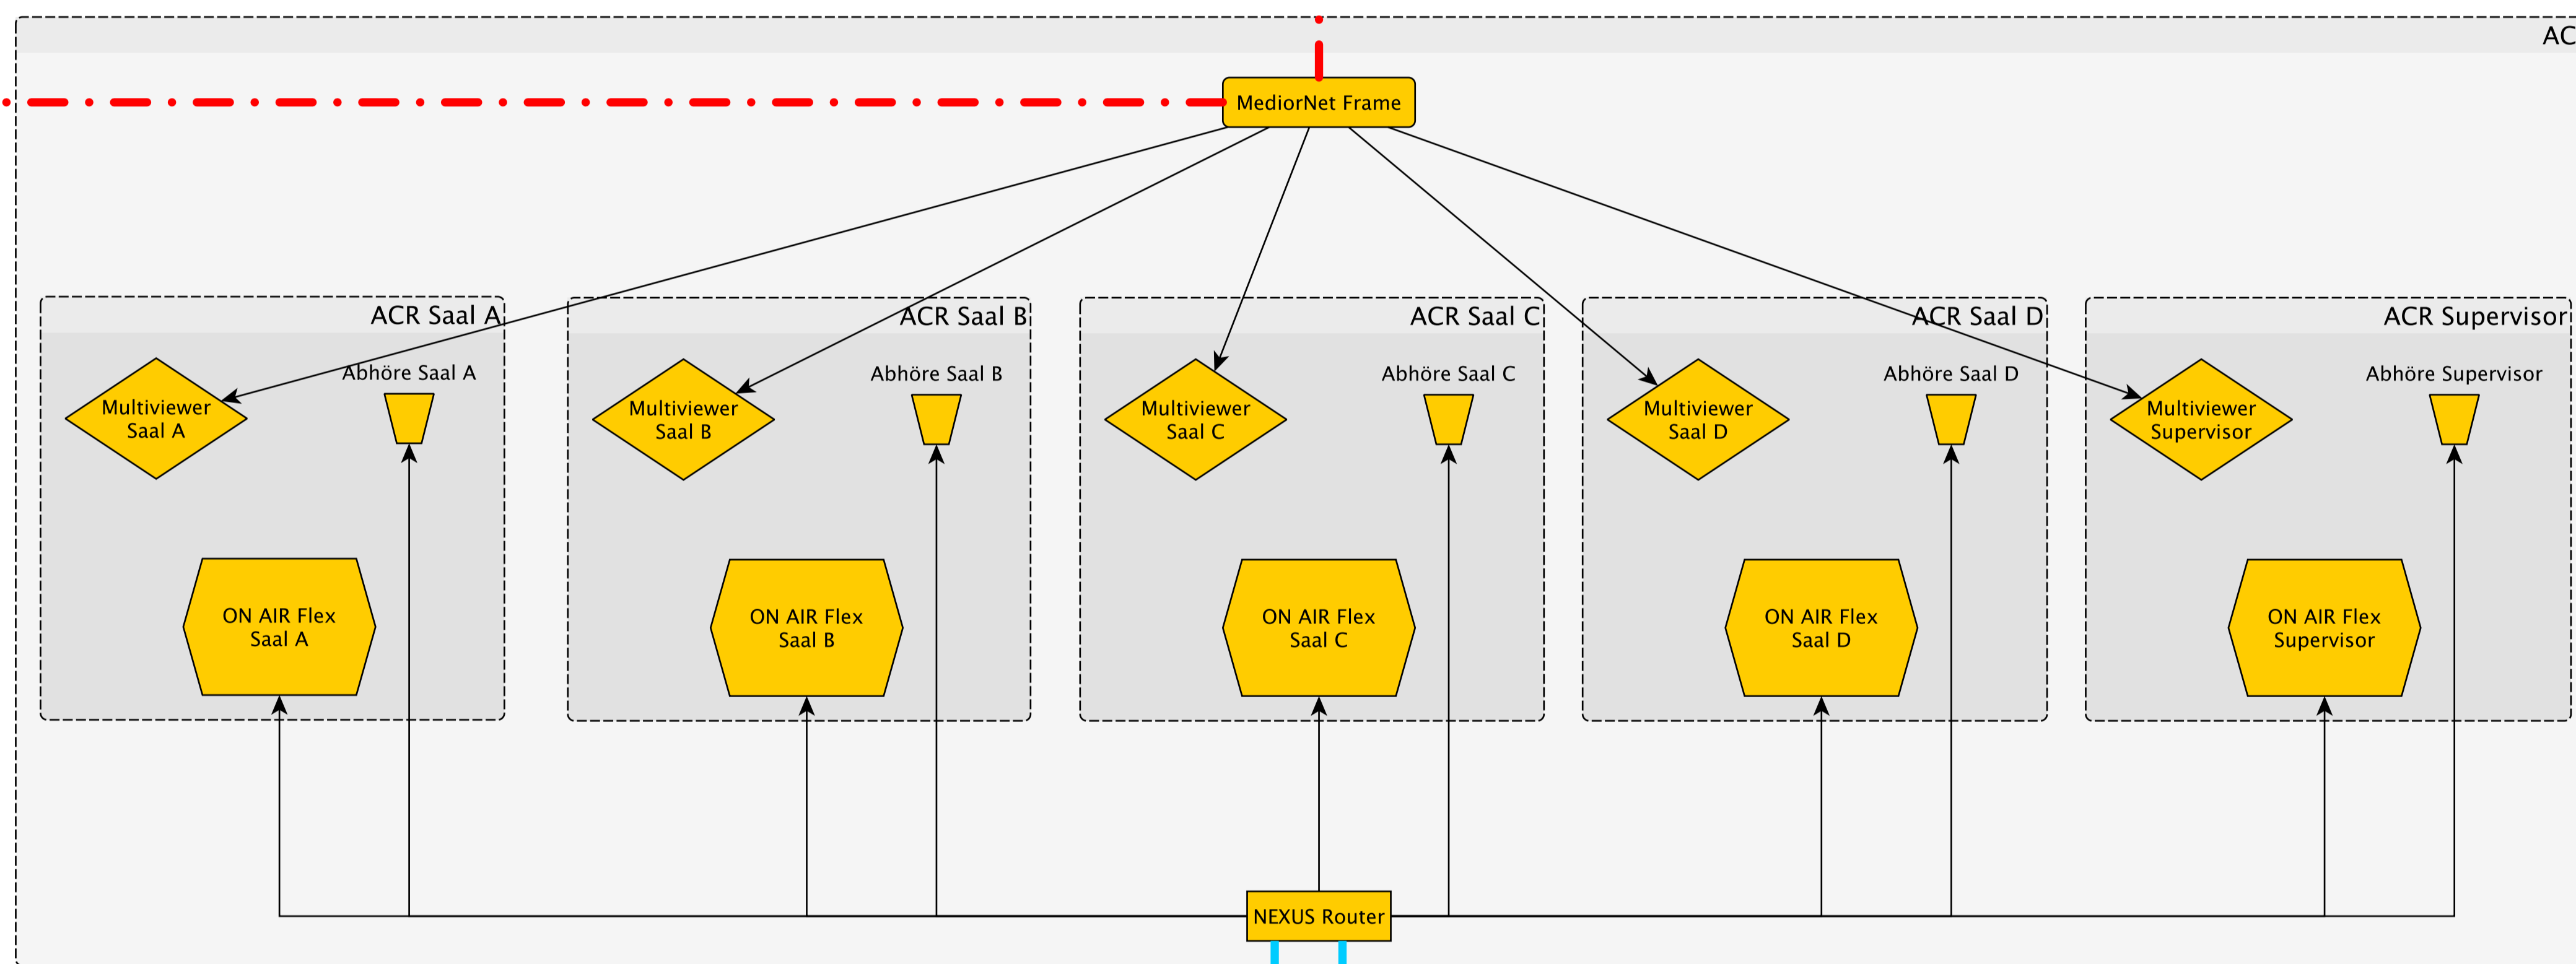 AC
MediorNet Frame
ACR Saal A
Abhöre Saal A
Multiviewer
Saal A
ON AIR Flex
Saal A
ACR Saal B
Abhöre Saal B
Multiviewer
Saal B
ON AIR Flex
Saal B
ACR Saal C
Abhöre Saal C
Multiviewer
Saal C
ON AIR Flex
Saal C
ACR Saal D
Abhöre Saal D
Multiviewer
Saal D
ON AIR Flex
Saal D
ACR Supervisor
Abhöre Supervisor
Multiviewer
Supervisor
ON AIR Flex
Supervisor
NEXUS Router